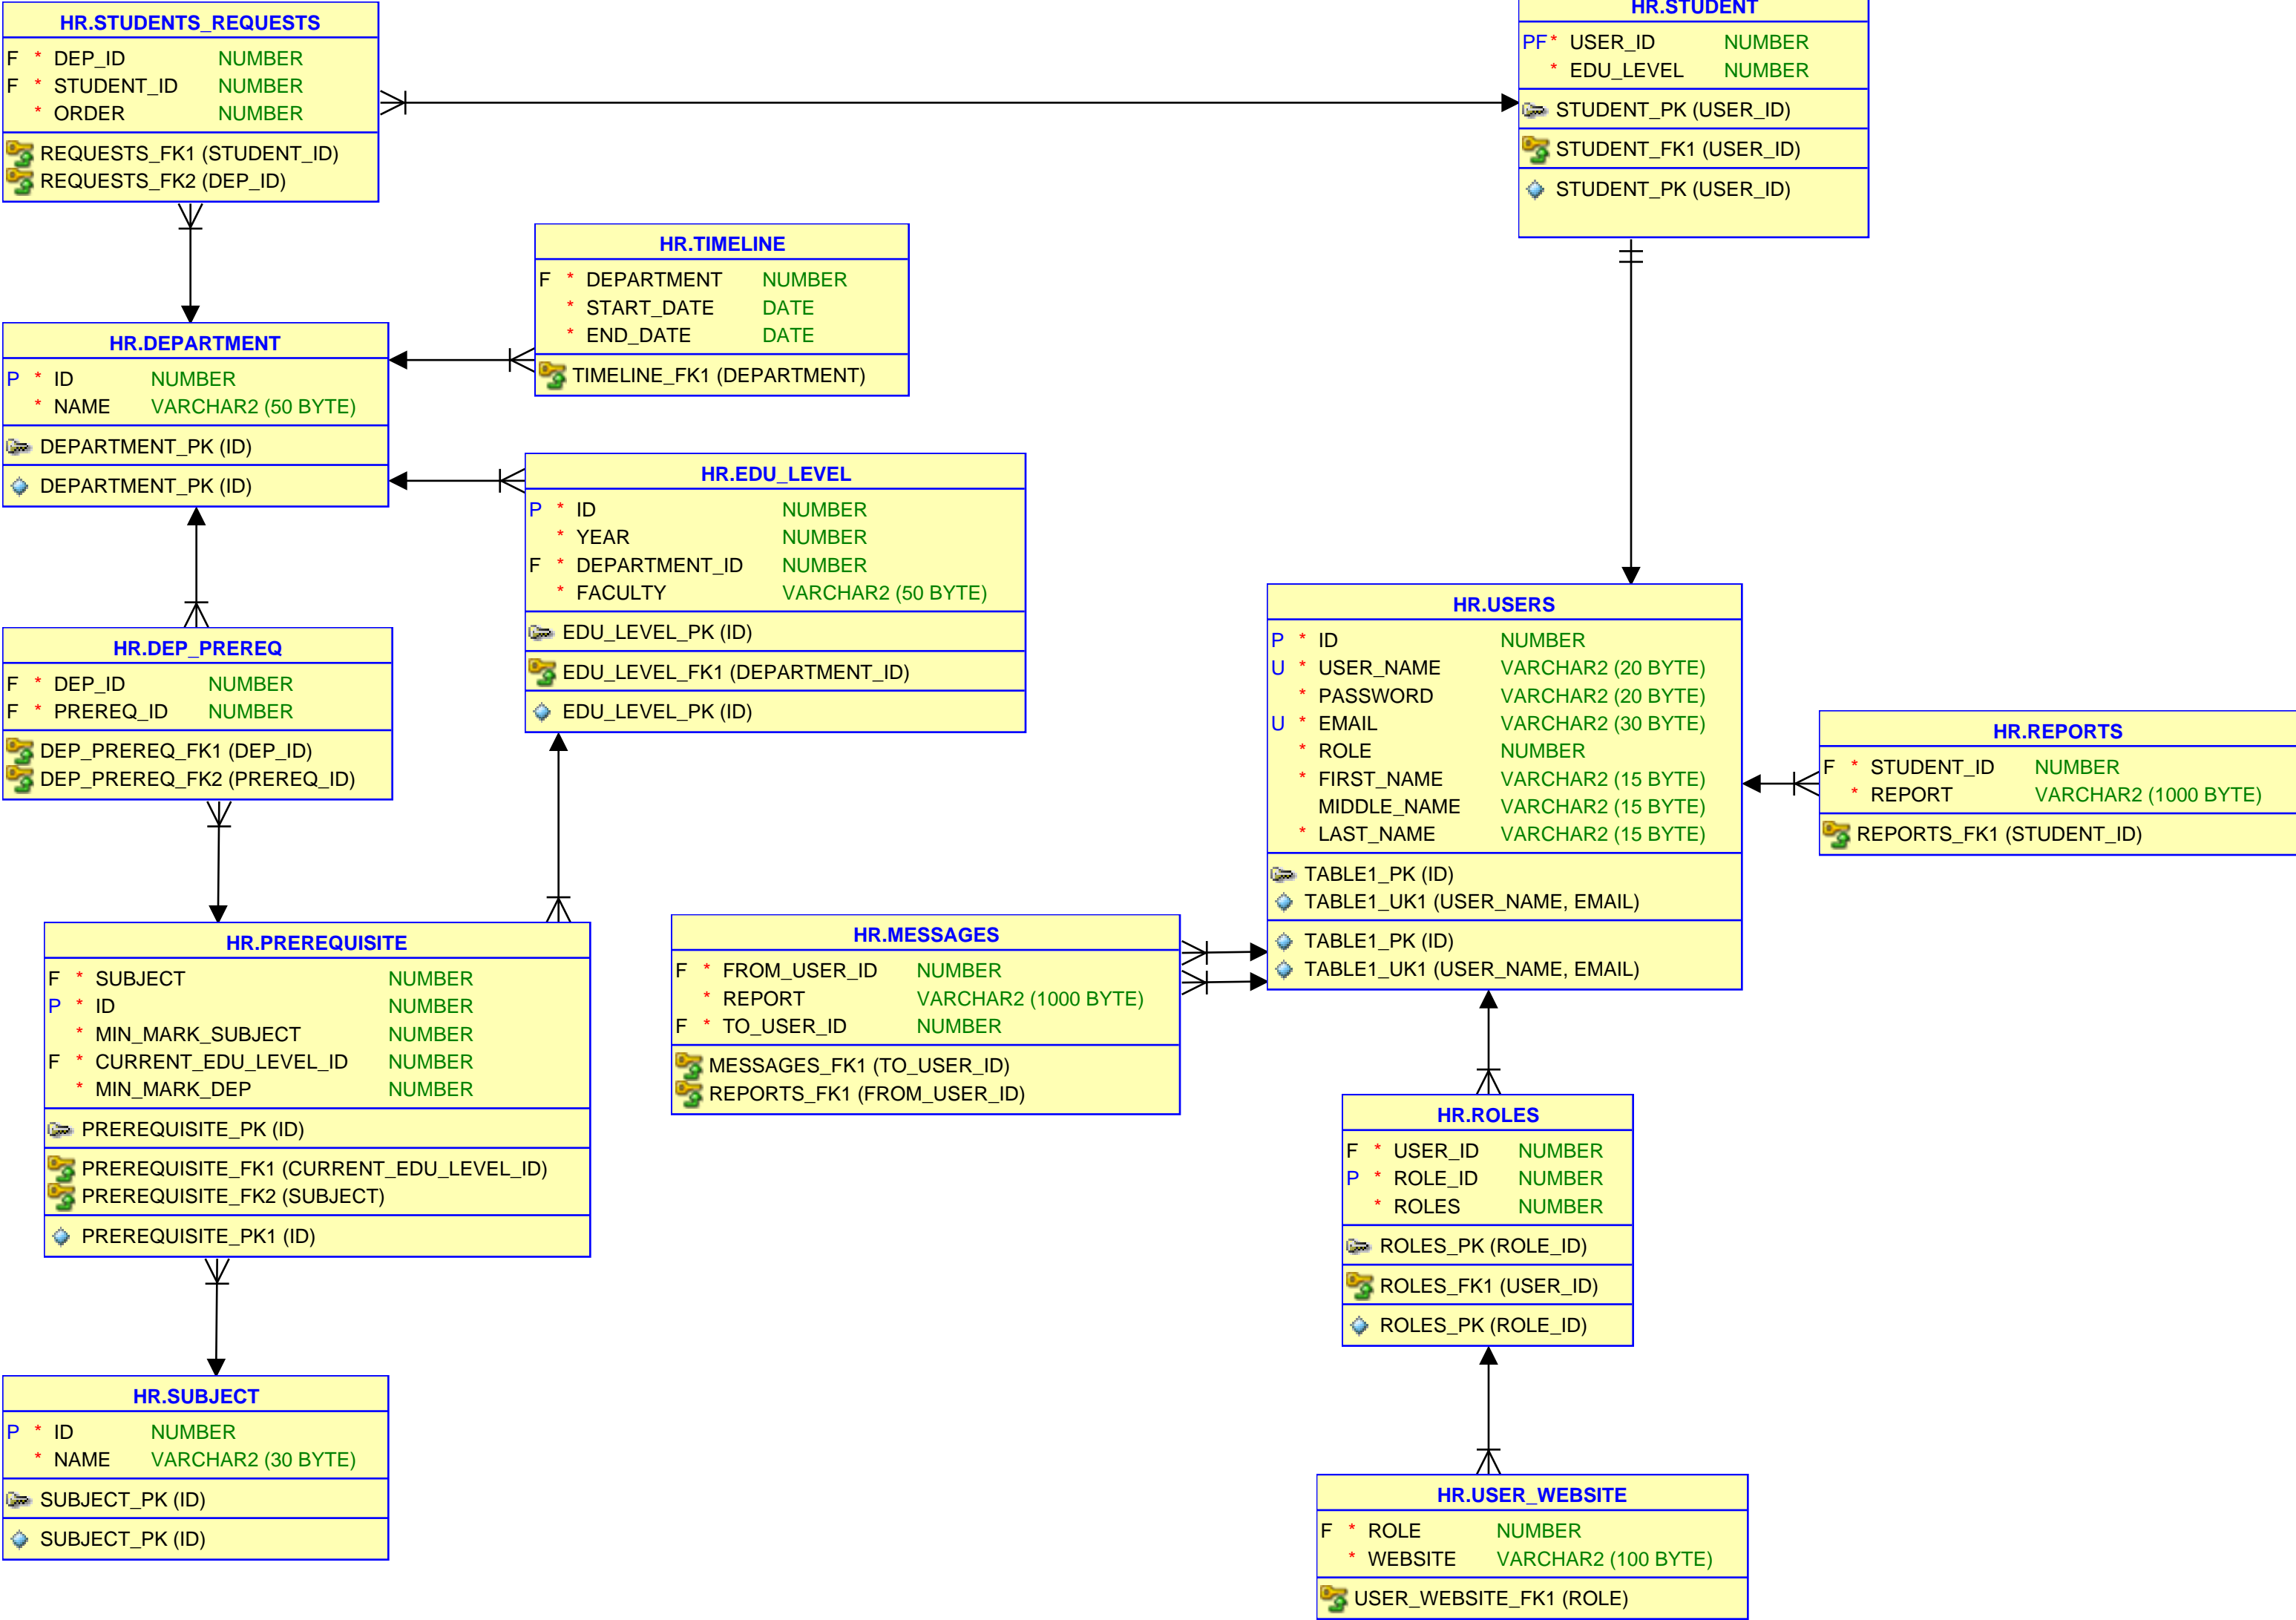 HR.STUDENTS_REQUESTS
F * DEP_ID NUMBER
F * STUDENT_ID NUMBER
* ORDER NUMBER
REQUESTS_FK1 (STUDENT_ID)
REQUESTS_FK2 (DEP_ID)
HR.STUDENT
PF* USER_ID NUMBER
* EDU_LEVEL NUMBER
STUDENT_PK (USER_ID)
STUDENT_FK1 (USER_ID)
STUDENT_PK (USER_ID)
HR.TIMELINE
F * DEPARTMENT NUMBER
* START_DATE DATE
* END_DATE DATE
TIMELINE_FK1 (DEPARTMENT)
HR.DEPARTMENT
P * ID NUMBER
* NAME VARCHAR2 (50 BYTE)
DEPARTMENT_PK (ID)
DEPARTMENT_PK (ID)
HR.EDU_LEVEL
P * ID NUMBER
* YEAR NUMBER
F * DEPARTMENT_ID NUMBER
* FACULTY VARCHAR2 (50 BYTE)
EDU_LEVEL_PK (ID)
EDU_LEVEL_FK1 (DEPARTMENT_ID)
EDU_LEVEL_PK (ID)
HR.DEP_PREREQ
F * DEP_ID NUMBER
F * PREREQ_ID NUMBER
DEP_PREREQ_FK1 (DEP_ID)
DEP_PREREQ_FK2 (PREREQ_ID)
HR.USERS
P * ID NUMBER
U * USER_NAME VARCHAR2 (20 BYTE)
* PASSWORD VARCHAR2 (20 BYTE)
U * EMAIL VARCHAR2 (30 BYTE)
* ROLE NUMBER
* FIRST_NAME VARCHAR2 (15 BYTE)
MIDDLE_NAME VARCHAR2 (15 BYTE)
* LAST_NAME VARCHAR2 (15 BYTE)
TABLE1_PK (ID)
TABLE1_UK1 (USER_NAME, EMAIL)
TABLE1_PK (ID)
TABLE1_UK1 (USER_NAME, EMAIL)
HR.REPORTS
F * STUDENT_ID NUMBER
* REPORT VARCHAR2 (1000 BYTE)
REPORTS_FK1 (STUDENT_ID)
HR.PREREQUISITE
F * SUBJECT NUMBER
P * ID NUMBER
* MIN_MARK_SUBJECT NUMBER
F * CURRENT_EDU_LEVEL_ID NUMBER
* MIN_MARK_DEP NUMBER
PREREQUISITE_PK (ID)
PREREQUISITE_FK1 (CURRENT_EDU_LEVEL_ID)
PREREQUISITE_FK2 (SUBJECT)
PREREQUISITE_PK1 (ID)
HR.MESSAGES
F * FROM_USER_ID NUMBER
* REPORT VARCHAR2 (1000 BYTE)
F * TO_USER_ID NUMBER
MESSAGES_FK1 (TO_USER_ID)
REPORTS_FK1 (FROM_USER_ID)
HR.ROLES
F * USER_ID NUMBER
P * ROLE_ID NUMBER
* ROLES NUMBER
ROLES_PK (ROLE_ID)
ROLES_FK1 (USER_ID)
ROLES_PK (ROLE_ID)
HR.SUBJECT
P * ID NUMBER
* NAME VARCHAR2 (30 BYTE)
SUBJECT_PK (ID)
SUBJECT_PK (ID)
HR.USER_WEBSITE
F * ROLE NUMBER
* WEBSITE VARCHAR2 (100 BYTE)
USER_WEBSITE_FK1 (ROLE)